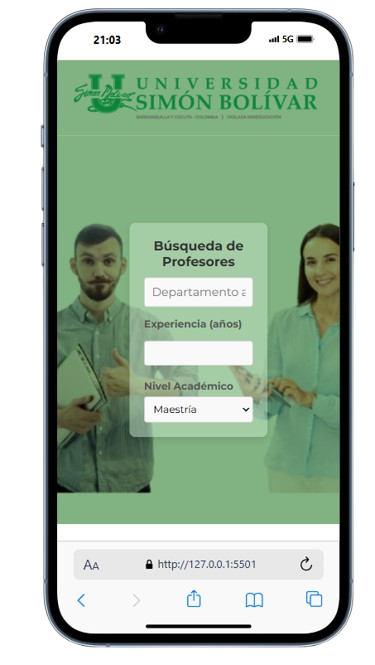 21:03
5G
UNIVERSIDAD
Simón Bolívar
SIMÓN BOLÍVAR
BARRANQUILLA Y CÚCUTA - COLOMBIA | VIGILADA MINEDUCACIÓN
Búsqueda de
Profesores
Departamento a
Experiencia (años)
Nivel Académico
Maestría
AA
http://127.0.0.1:5501